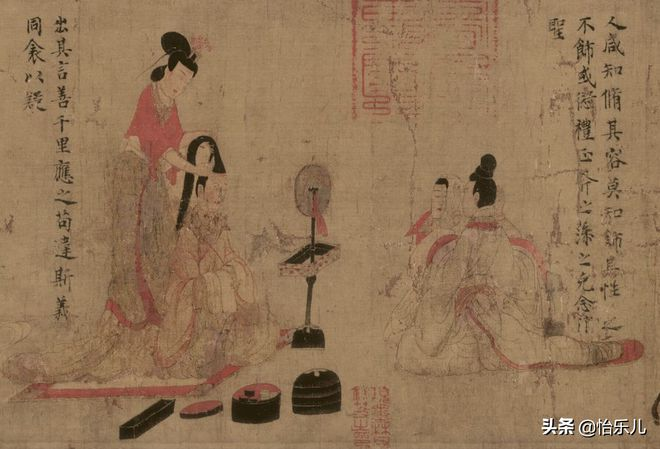 人咸知脩其容莫知飾其性之
不飾或愆禮正斧之藻之克念作
聖
出其言善千里應之苟違斯義
同衾以疑
头条 @怡乐儿